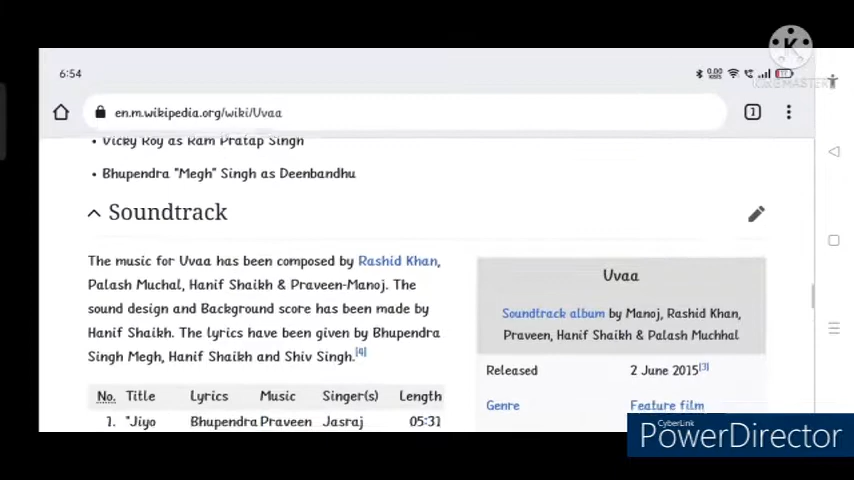 6:54
0.00
KINEMASTER
en.m.wikipedia.org/wiki/Uvaa
1
• Vicky Roy as Ram Pratap Singh
• Bhupendra "Megh" Singh as Deenbandhu
Soundtrack
The music for Uvaa has been composed by Rashid Khan,
Palash Muchal, Hanif Shaikh & Praveen-Manoj. The
sound design and Background score has been made by
Hanif Shaikh. The lyrics have been given by Bhupendra
Singh Megh, Hanif Shaikh and Shiv Singh.[4]
No. Title Lyrics Music Singer(s) Length
1. "Jiyo Bhupendra Praveen Jasraj 05:31
Uvaa
Soundtrack album by Manoj, Rashid Khan,
Praveen, Hanif Shaikh & Palash Muchhal
Released 2 June 2015[3]
Genre Feature film
CyberLink
PowerDirector